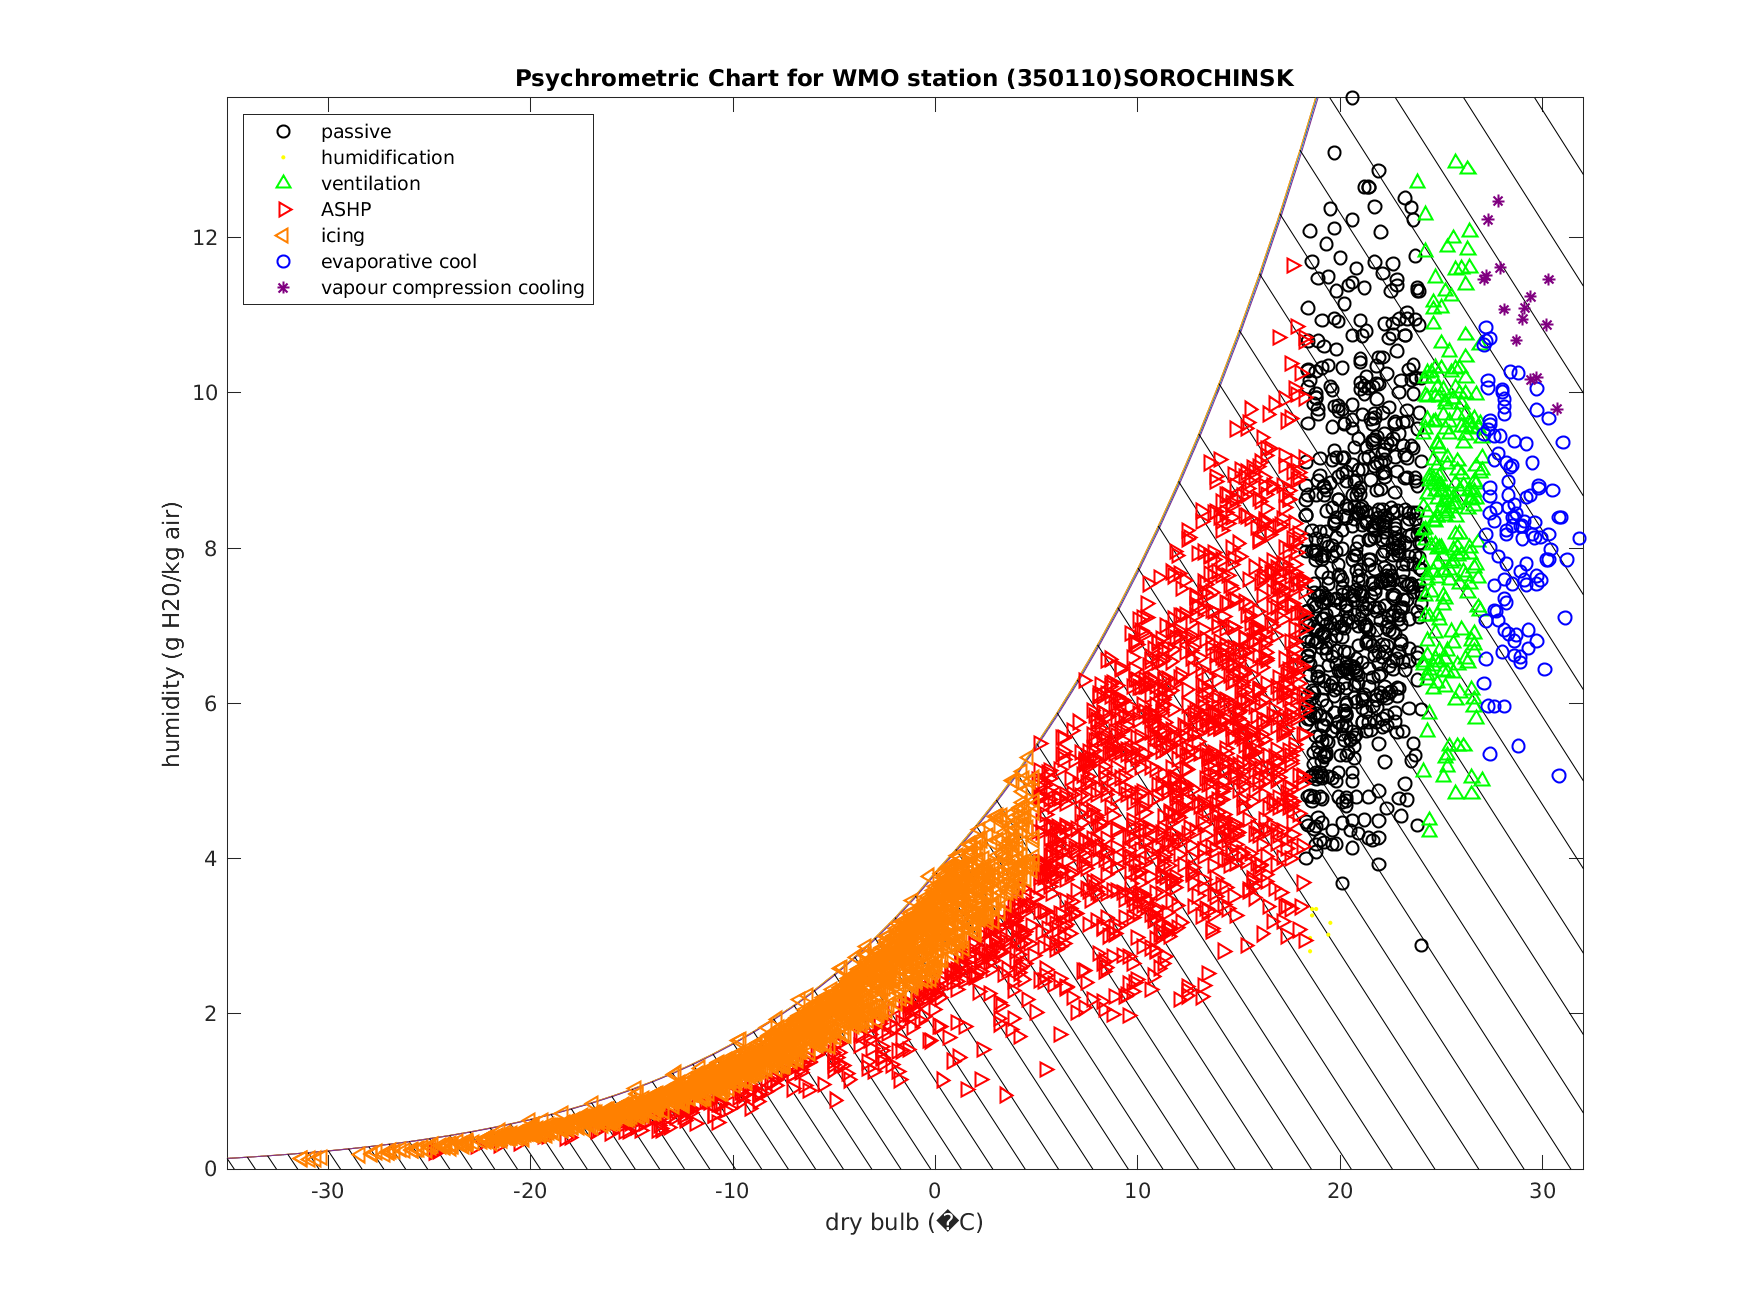 Psychrometric Chart for WMO station (350110)SOROCHINSK
passive
humidification
ventilation
ASHP
icing
evaporative cool
vapour compression cooling
humidity (g H20/kg air)
12
10
8
6
4
2
0
-30 -20 -10 0 10 20 30
dry bulb (�C)